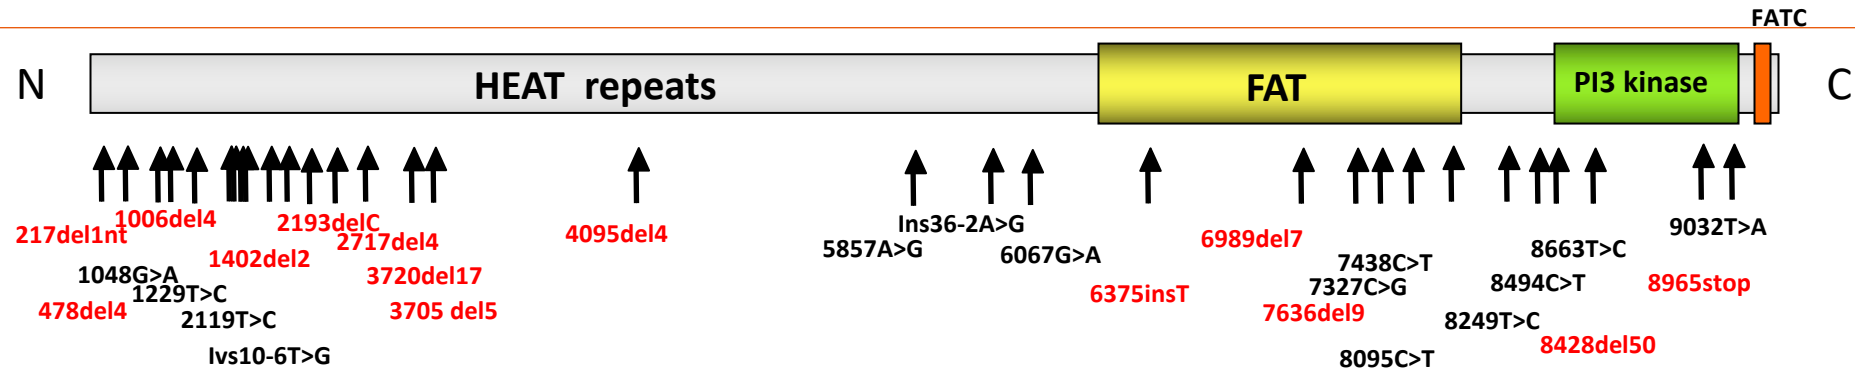 FATC
N
HEAT repeats
FAT
PI3 kinase
C
217del1nt
1006del4
2193delC
2717del4
1402del2
1048G>A
1229T>C
3720del17
478del4
2119T>C
3705 del5
Ivs10-6T>G
4095del4
Ins36-2A>G
5857A>G
6067G>A
6989del7
6375insT
7438C>T
7327C>G
7636del9
8095C>T
8663T>C
8494C>T
8249T>C
8428del50
9032T>A
8965stop